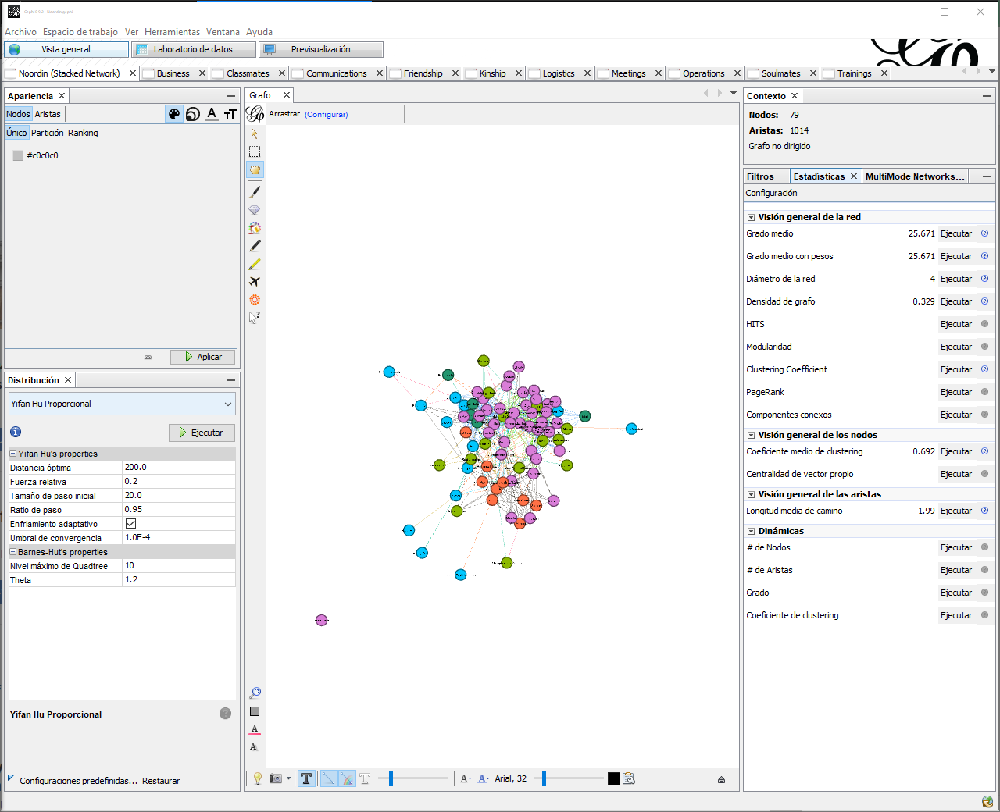 Gephi 0.9.2 - Noordin.gephi
Archivo Espacio de trabajo Ver Herramientas Ventana Ayuda
Vista general Laboratorio de datos Previsualización
Noordin (Stacked Network) Business Classmates Communications Friendship Kinship Logistics Meetings Operations Soulmates Trainings
Apariencia
Nodos Aristas
Único Partición Ranking
#c0c0c0
Aplicar
Distribución
Yifan Hu Proporcional
Ejecutar
Yifan Hu's properties
Distancia óptima 200.0
Fuerza relativa 0.2
Tamaño de paso inicial 20.0
Ratio de paso 0.95
Enfriamiento adaptativo
Umbral de convergencia 1.0E-4
Barnes-Hut's properties
Nivel máximo de Quadtree 10
Theta 1.2
Yifan Hu Proporcional
Configuraciones predefinidas... Restaurar
Grafo
Arrastrar (Configurar)
Arial, 32
Contexto
Nodos: 79
Aristas: 1014
Grafo no dirigido
Filtros Estadísticas MultiMode Networks...
Configuración
Visión general de la red
Grado medio 25.671 Ejecutar
Grado medio con pesos 25.671 Ejecutar
Diámetro de la red 4 Ejecutar
Densidad de grafo 0.329 Ejecutar
HITS Ejecutar
Modularidad Ejecutar
Clustering Coefficient Ejecutar
PageRank Ejecutar
Componentes conexos Ejecutar
Visión general de los nodos
Coeficiente medio de clustering 0.692 Ejecutar
Centralidad de vector propio Ejecutar
Visión general de las aristas
Longitud media de camino 1.99 Ejecutar
Dinámicas
# de Nodos Ejecutar
# de Aristas Ejecutar
Grado Ejecutar
Coeficiente de clustering Ejecutar